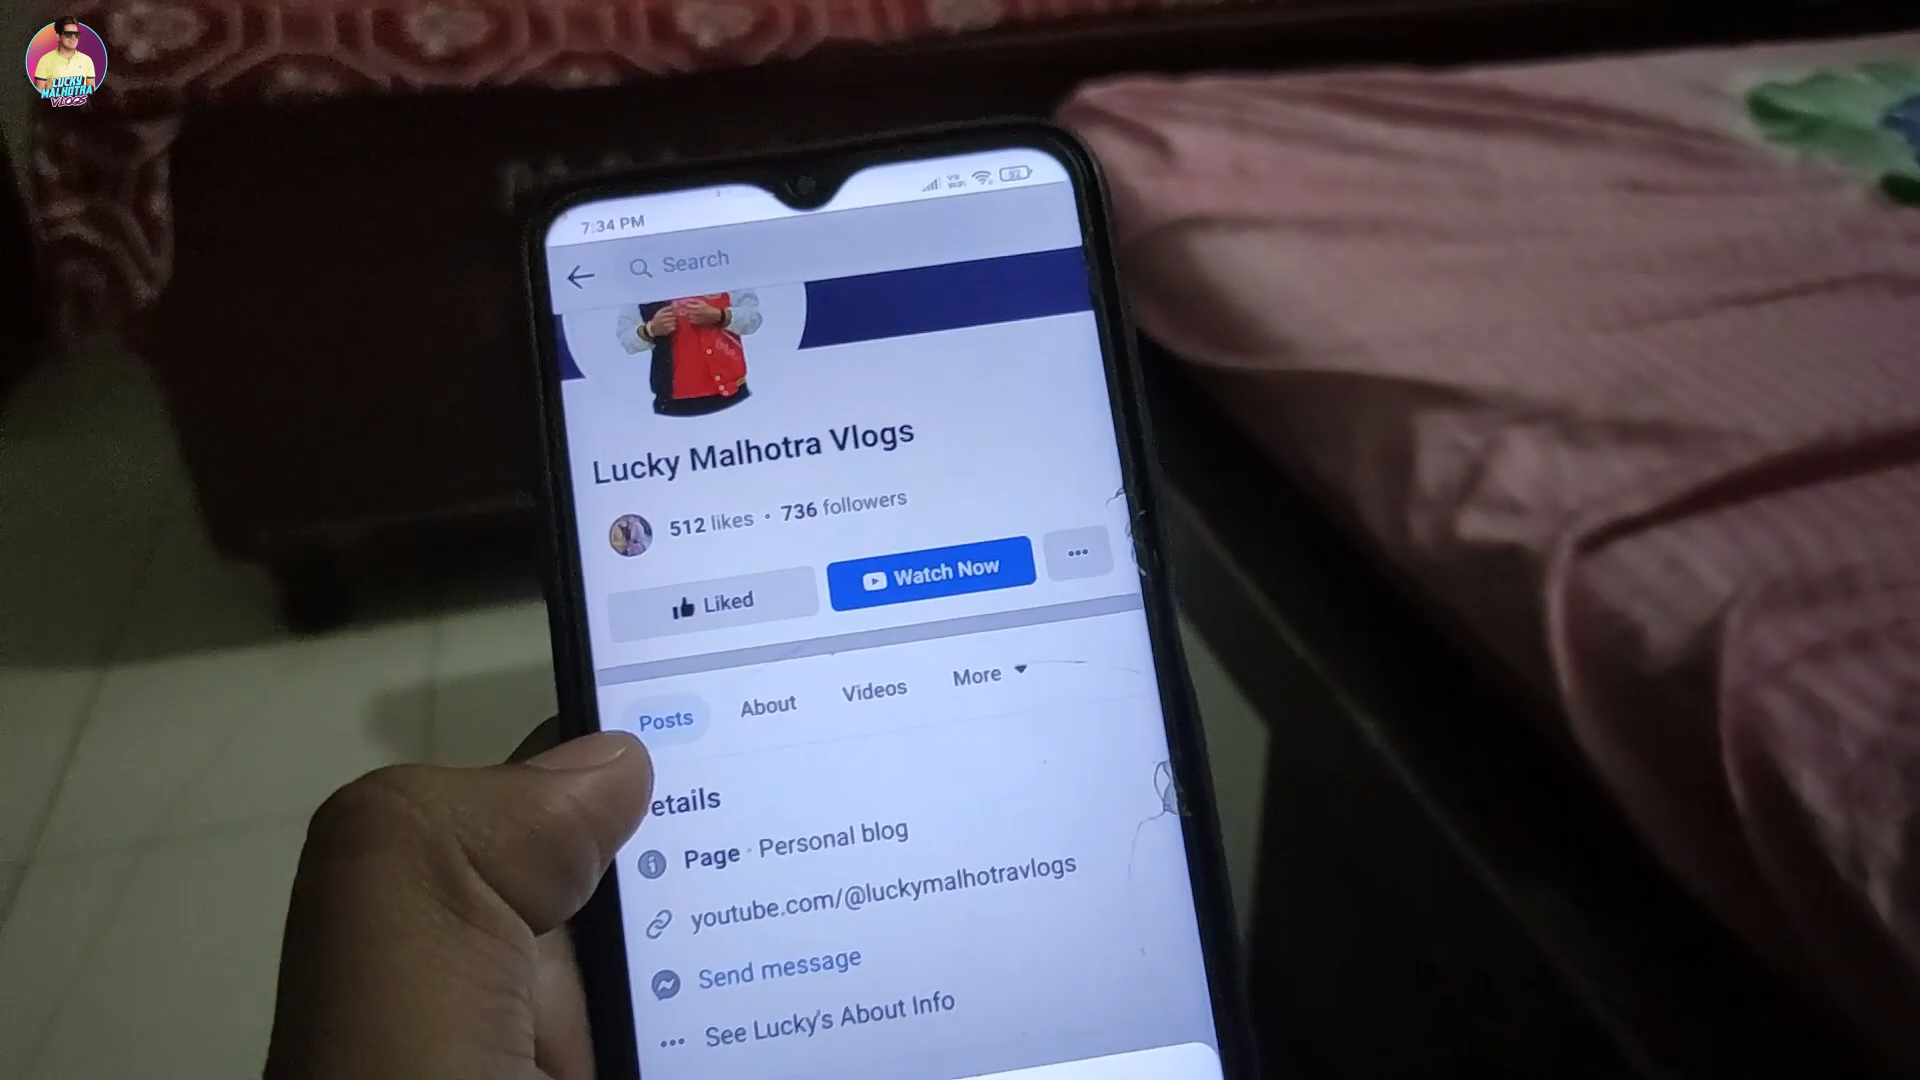 LUCKY
MALHOTRA
VLOGS
7:34 PM
Search
Lucky Malhotra Vlogs
512 likes · 736 followers
Liked
Watch Now
Posts About Videos More
etails
Page · Personal blog
youtube.com/@luckymalhotravlogs
Send message
See Lucky's About Info